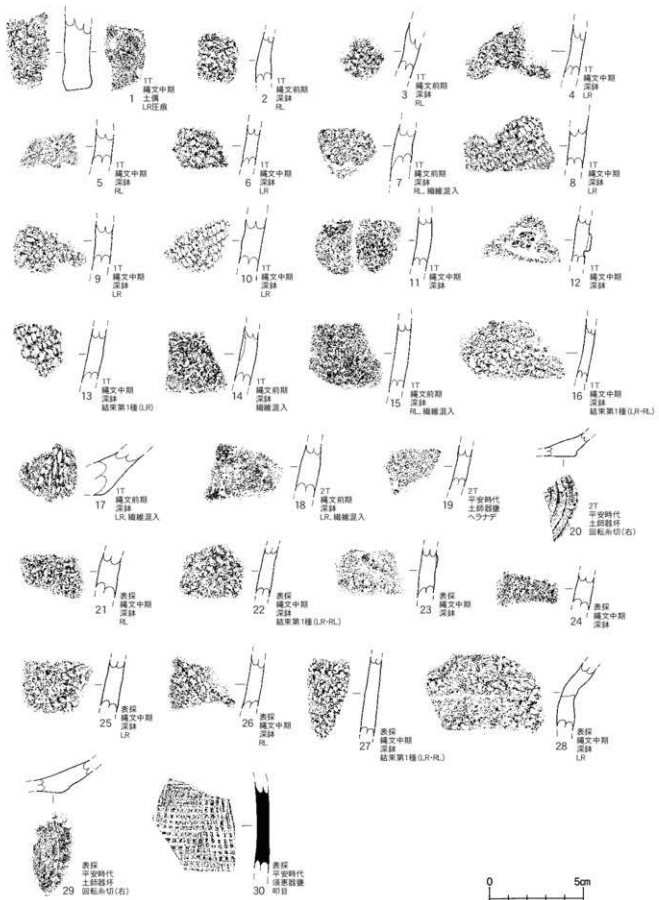 1
1T
縄文中期
土偶
LR圧痕
2
1T
縄文前期
深鉢
RL
3
1T
縄文前期
深鉢
RL
4
1T
縄文中期
深鉢
LR
5
1T
縄文中期
深鉢
RL
6
1T
縄文中期
深鉢
LR
7
1T
縄文前期
深鉢
RL, 繊維混入
8
1T
縄文中期
深鉢
LR
9
1T
縄文中期
深鉢
LR
10
1T
縄文中期
深鉢
LR
11
1T
縄文中期
深鉢
12
1T
縄文中期
深鉢
13
1T
縄文中期
深鉢
結束第1種(LR)
14
1T
縄文前期
深鉢
繊維混入
15
1T
縄文前期
深鉢
RL, 繊維混入
16
1T
縄文中期
深鉢
結束第1種(LR・RL)
17
1T
縄文前期
深鉢
LR, 繊維混入
18
2T
縄文前期
深鉢
LR, 繊維混入
19
2T
平安時代
土師器甕
ヘラナデ
20
2T
平安時代
土師器坏
回転糸切(右)
21
表採
縄文中期
深鉢
RL
22
表採
縄文中期
深鉢
結束第1種(LR・RL)
23
表採
縄文中期
深鉢
24
表採
縄文中期
深鉢
25
表採
縄文中期
深鉢
LR
26
表採
縄文中期
深鉢
RL
27
表採
縄文中期
深鉢
結束第1種(LR・RL)
28
表採
縄文中期
深鉢
LR
29
表採
平安時代
土師器坏
回転糸切(右)
30
表採
平安時代
須恵器甕
叩目
0 5cm